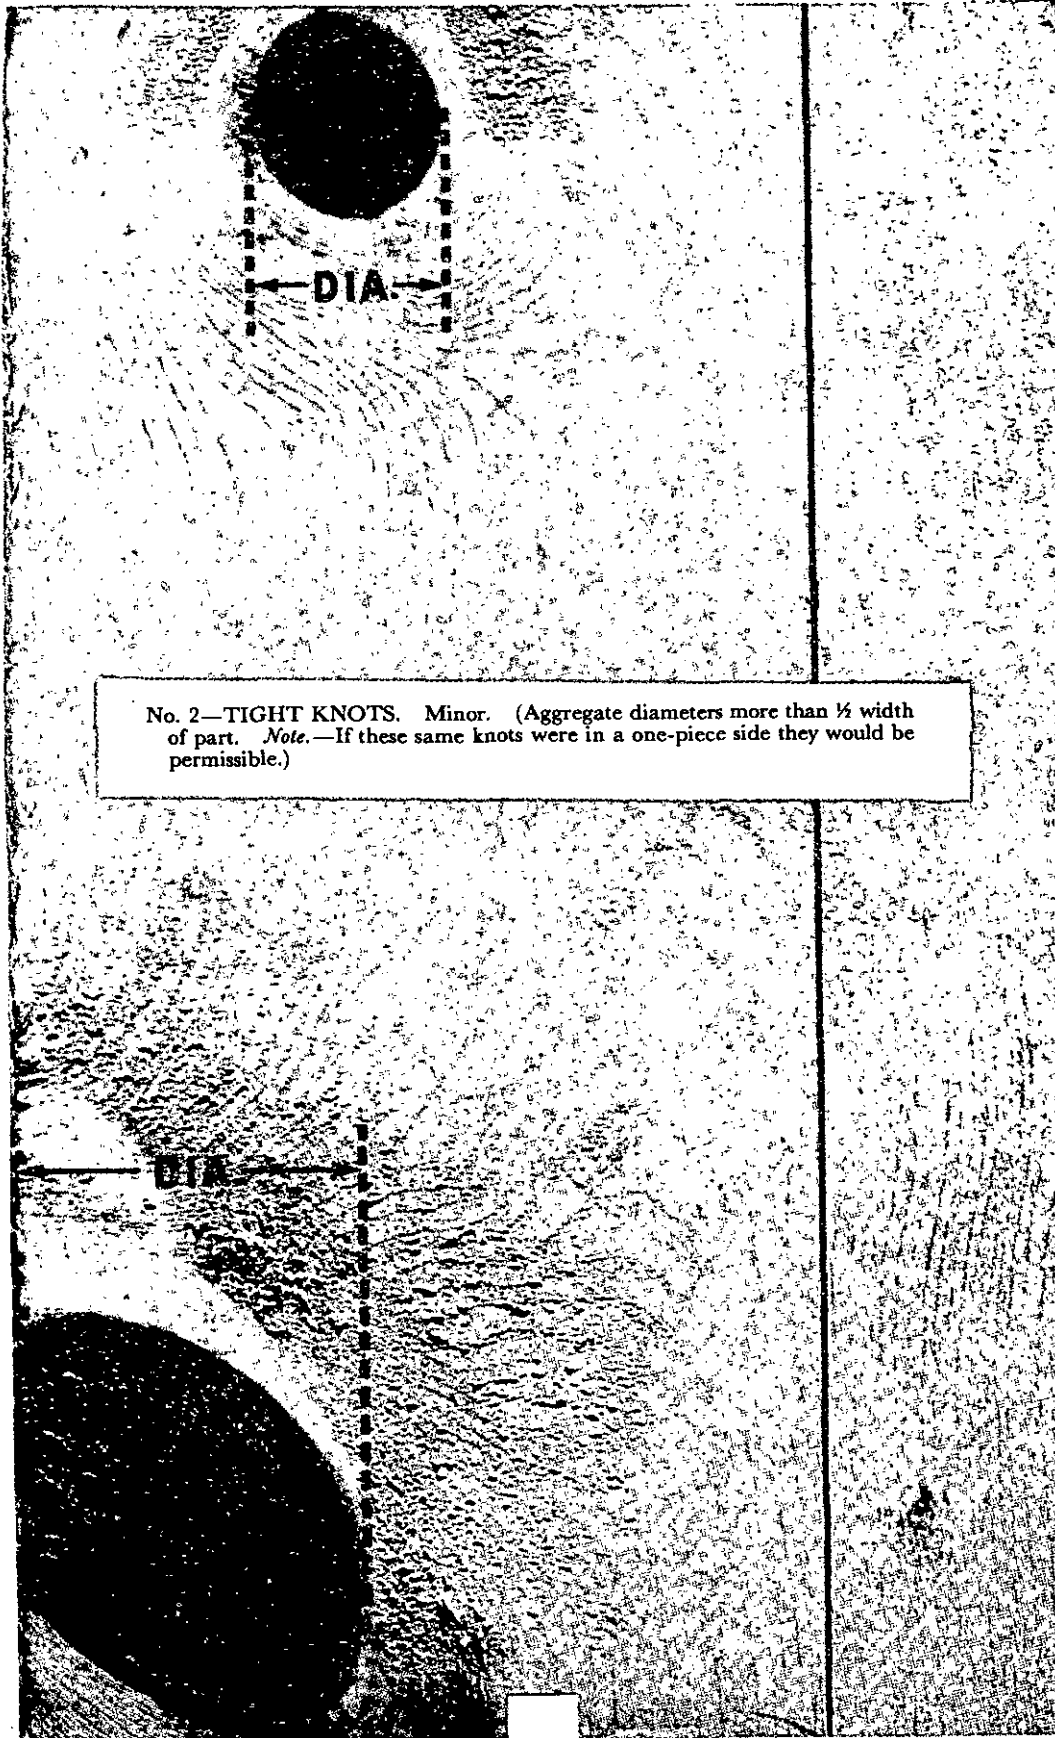 DIA.
No. 2—TIGHT KNOTS. Minor. (Aggregate diameters more than ½ width
of part. Note.—If these same knots were in a one-piece side they would be
permissible.)
DIA.